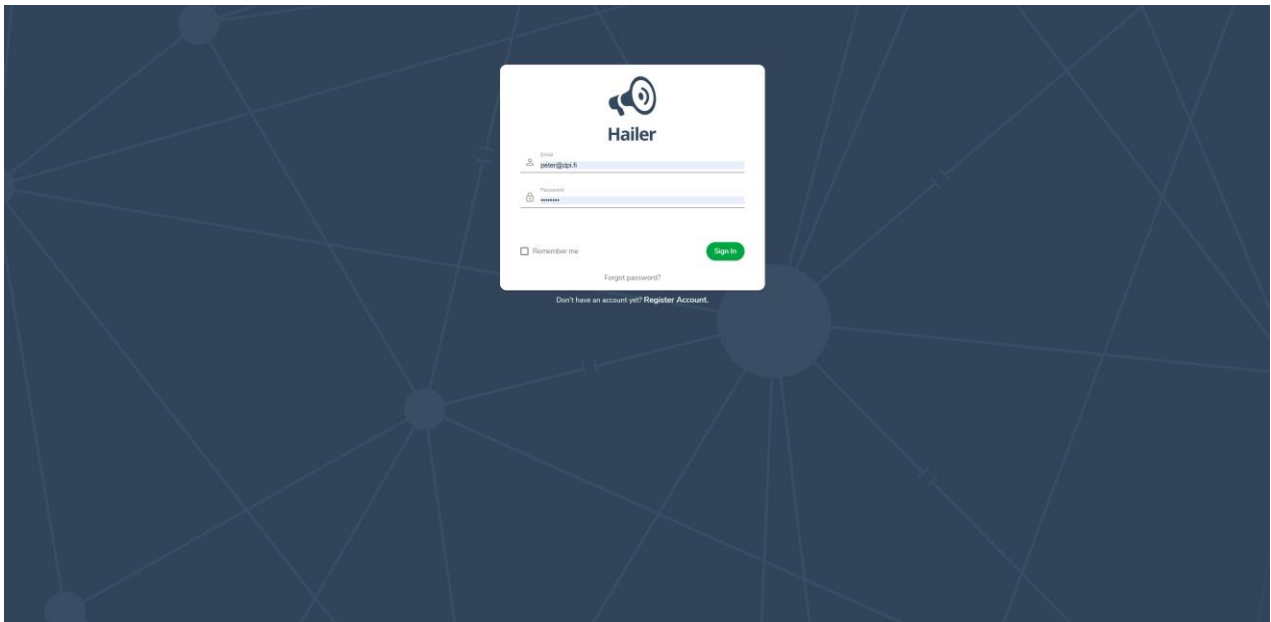 Hailer
Email
peter@dpi.fi
Password
••••••••
Remember me
Sign In
Forgot password?
Don't have an account yet? Register Account.